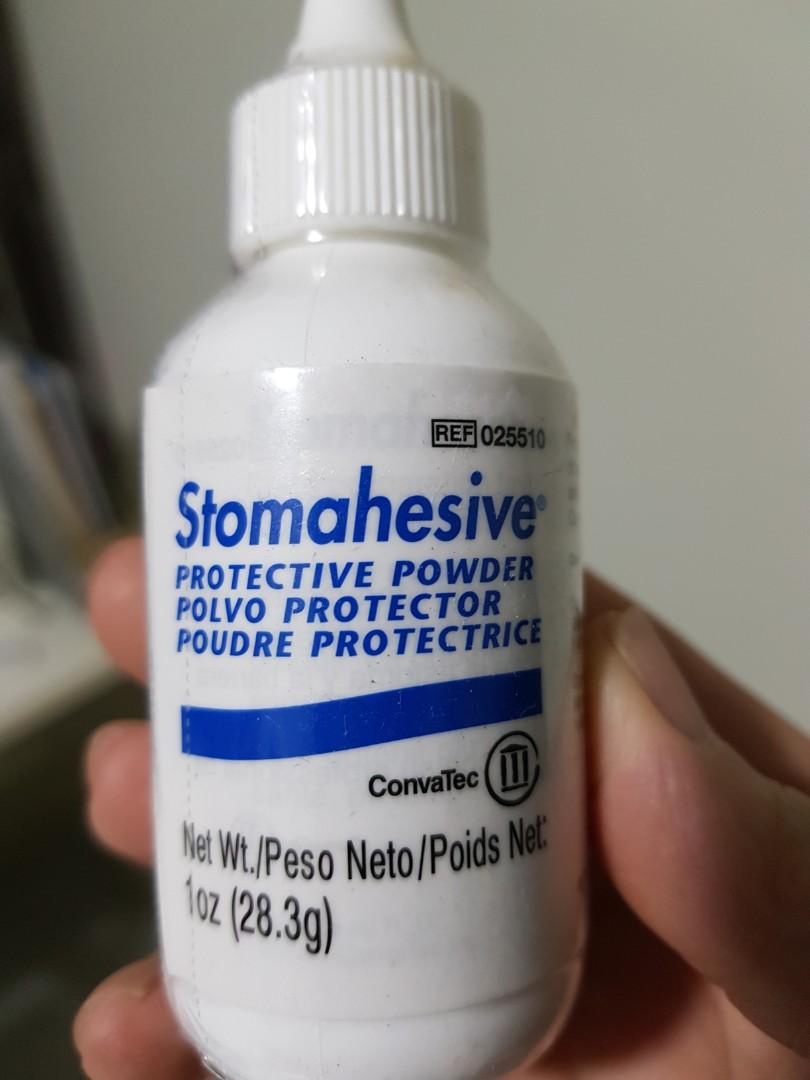 REF 025510
Stomahesive®
PROTECTIVE POWDER
POLVO PROTECTOR
POUDRE PROTECTRICE
ConvaTec
Net Wt./Peso Neto/Poids Net:
1oz (28.3g)